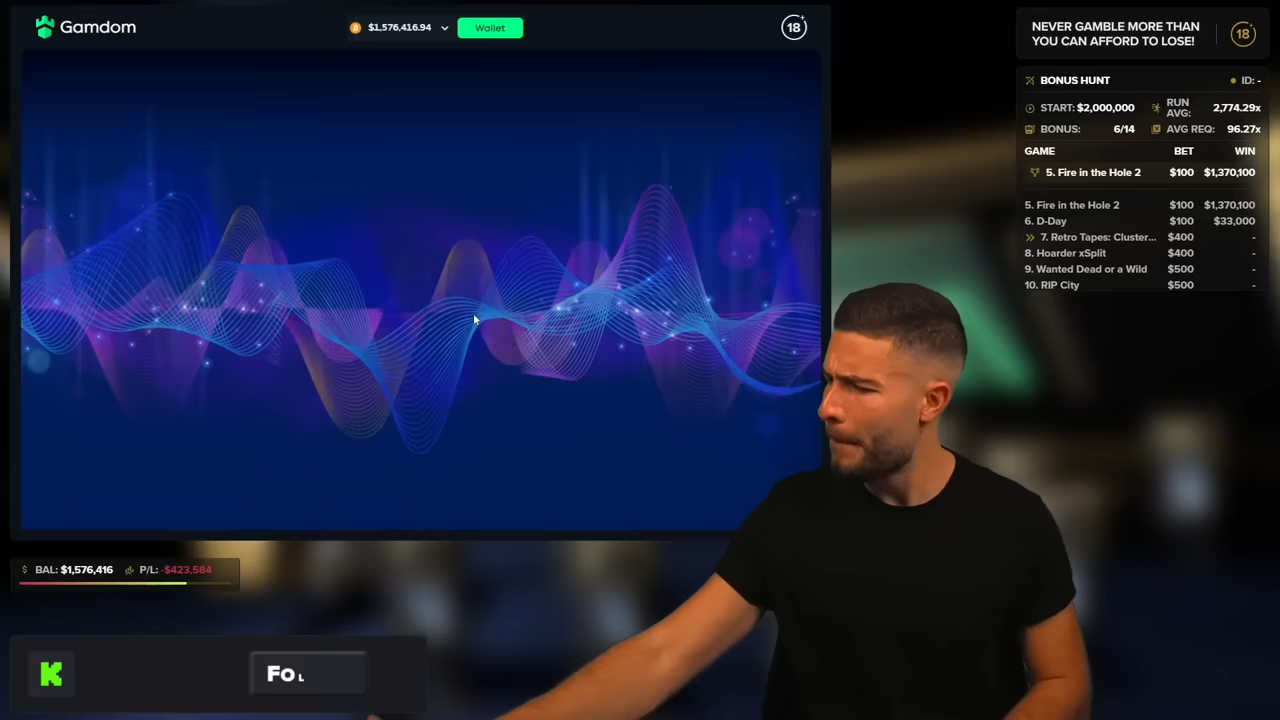 Gamdom
$1,576,416.94
Wallet
18+
NEVER GAMBLE MORE THAN
YOU CAN AFFORD TO LOSE!
18+
BONUS HUNT
ID: -
START: $2,000,000
RUN AVG: 2,774.29x
BONUS: 6/14
AVG REQ: 96.27x
GAME BET WIN
5. Fire in the Hole 2 $100 $1,370,100
5. Fire in the Hole 2 $100 $1,370,100
6. D-Day $100 $33,000
7. Retro Tapes: Cluster... $400 -
8. Hoarder xSplit $400 -
9. Wanted Dead or a Wild $500 -
10. RIP City $500 -
BAL: $1,576,416 P/L: -$423,584
K
FOL